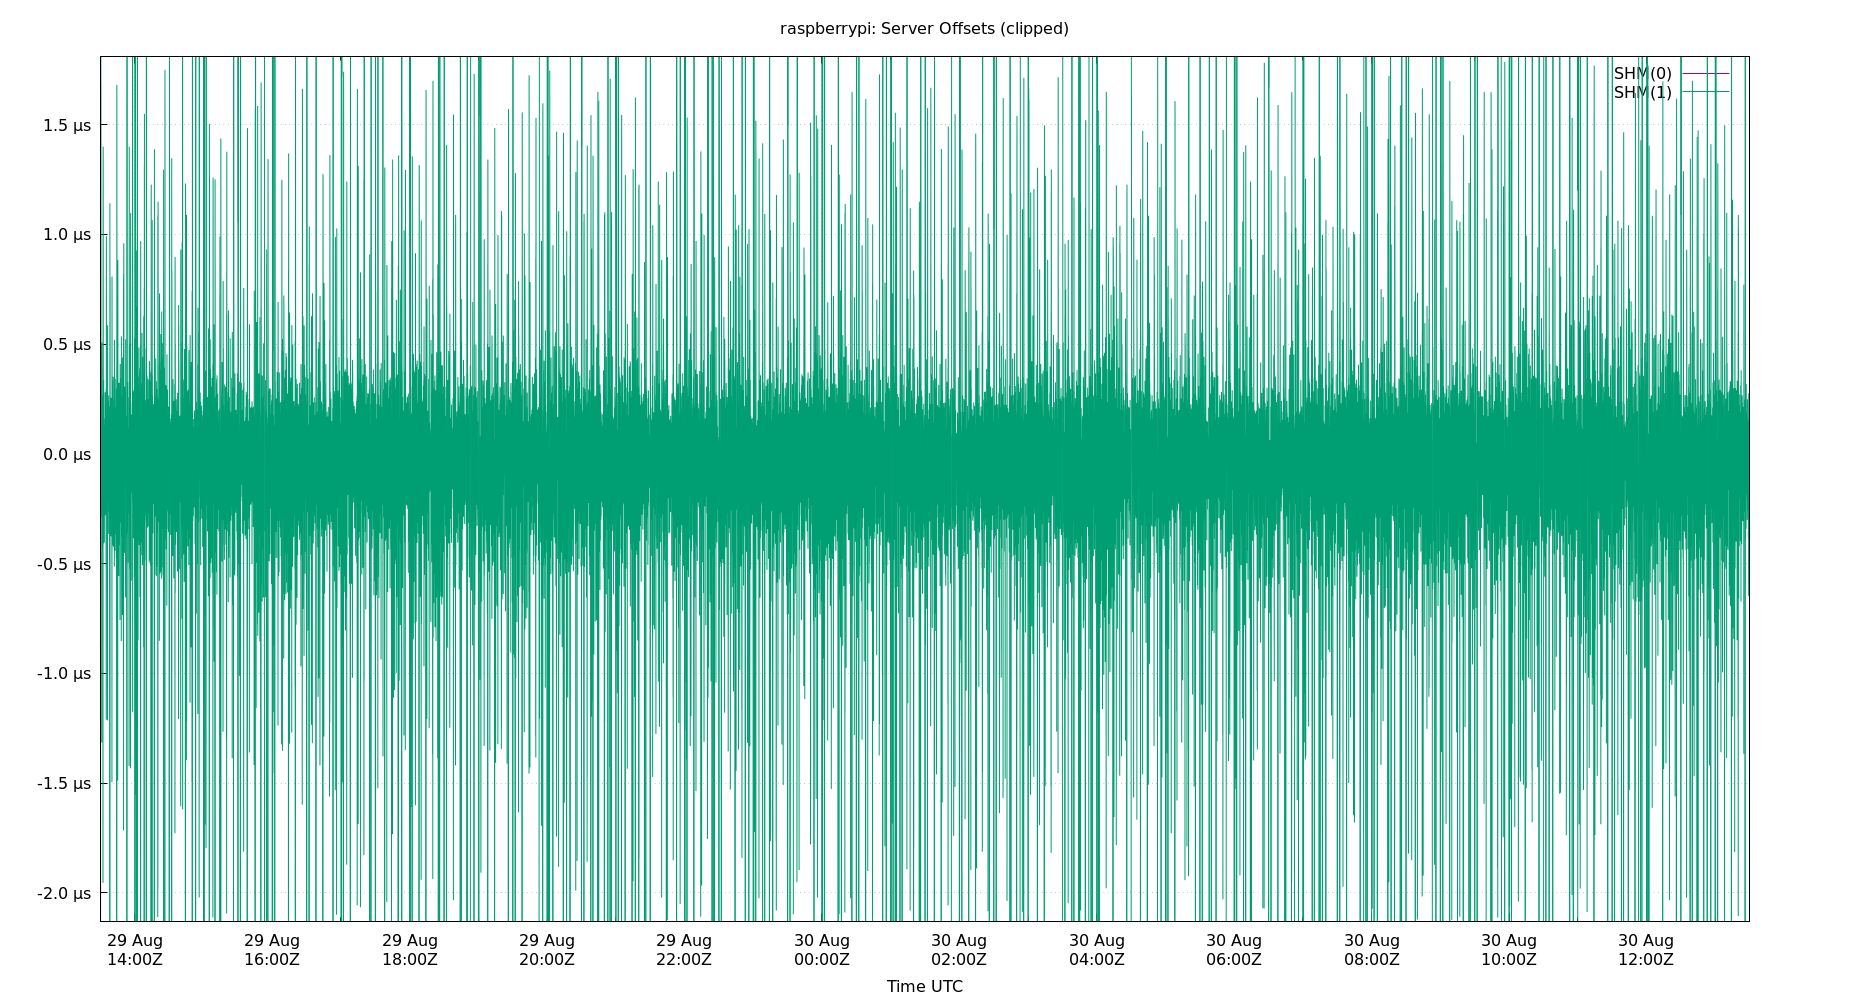 raspberrypi: Server Offsets (clipped)
SHM(0)
SHM(1)
1.5 µs
1.0 µs
0.5 µs
0.0 µs
-0.5 µs
-1.0 µs
-1.5 µs
-2.0 µs
29 Aug 29 Aug 29 Aug 29 Aug 29 Aug 30 Aug 30 Aug 30 Aug 30 Aug 30 Aug 30 Aug 30 Aug
14:00Z 16:00Z 18:00Z 20:00Z 22:00Z 00:00Z 02:00Z 04:00Z 06:00Z 08:00Z 10:00Z 12:00Z
Time UTC